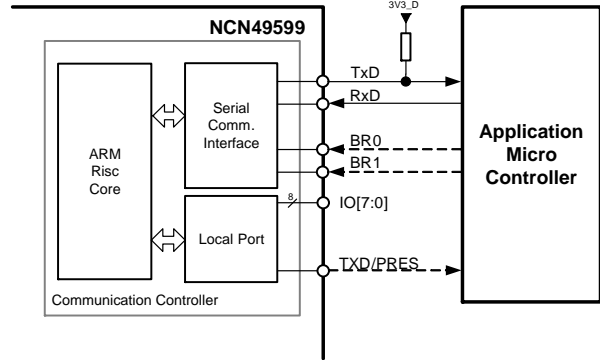 3V3_D
NCN49599
TxD
RxD
Serial
Comm.
Interface
ARM
Risc
Core
BR0
BR1
Application
Micro
Controller
8
IO[7:0]
Local Port
TXD/PRES
Communication Controller